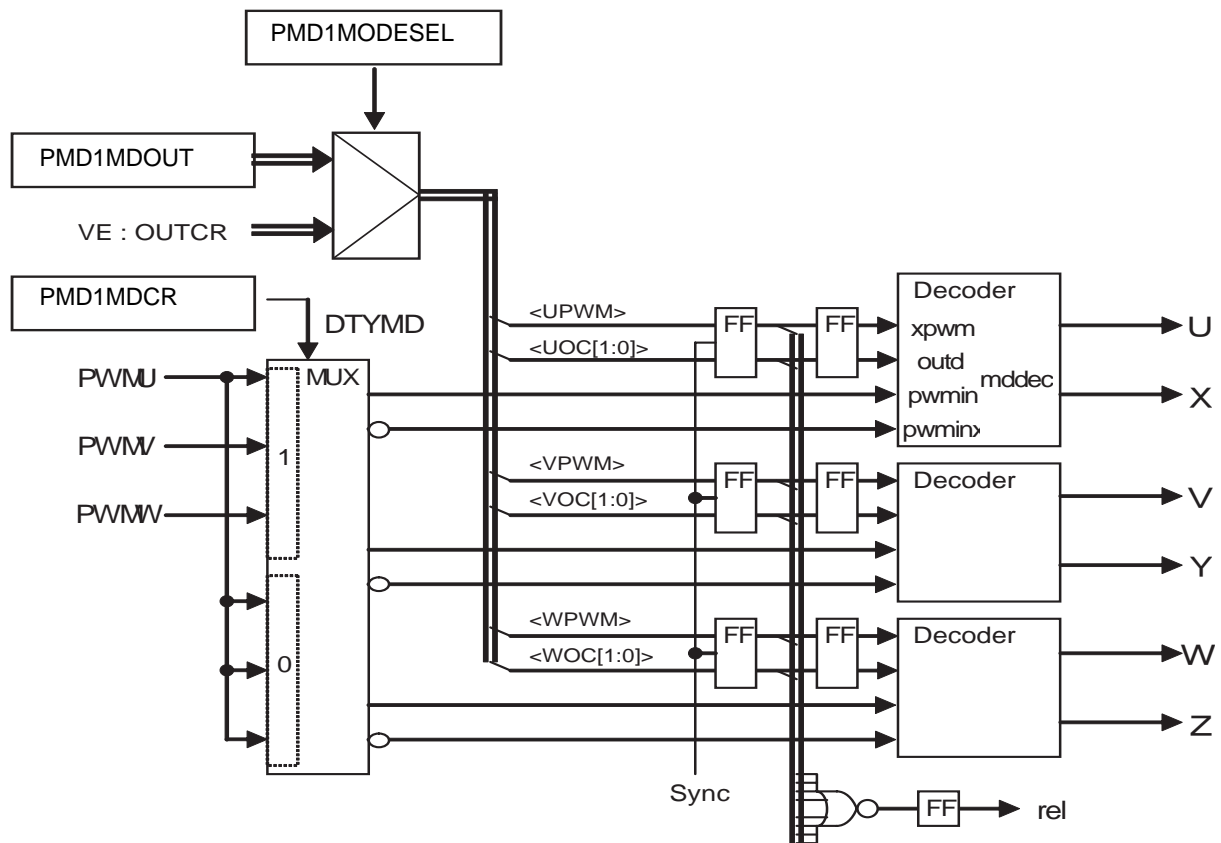 PMD1MODESEL
PMD1MDOUT
VE : OUTCR
PMD1MDCR
DTYMD
MUX
PWMU
PWMV
PWMW
1
0
<UPWM>
<UOC[1:0]>
FF
FF
Decoder
xpwm
outd
mddec
pwmin
pwminx
U
X
<VPWM>
<VOC[1:0]>
FF
FF
Decoder
V
Y
<WPWM>
<WOC[1:0]>
FF
FF
Decoder
W
Z
Sync
FF
rel